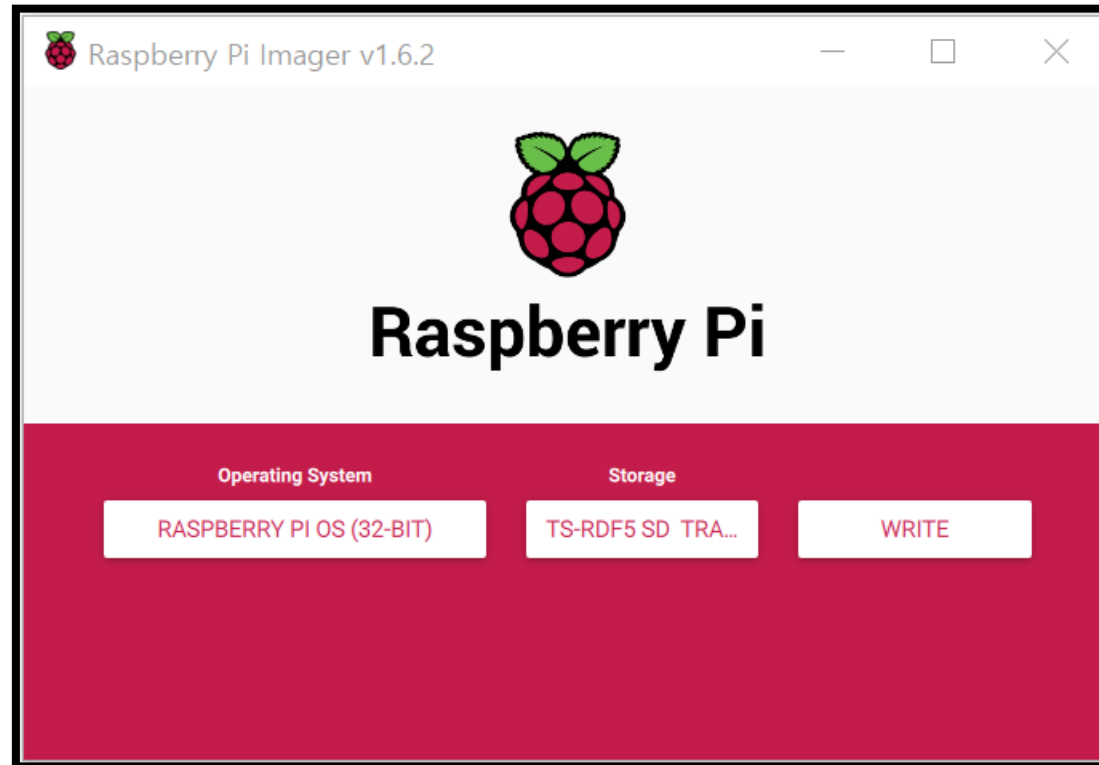 Raspberry Pi Imager v1.6.2
Raspberry Pi
Operating System
Storage
RASPBERRY PI OS (32-BIT)
TS-RDF5 SD  TRA...
WRITE